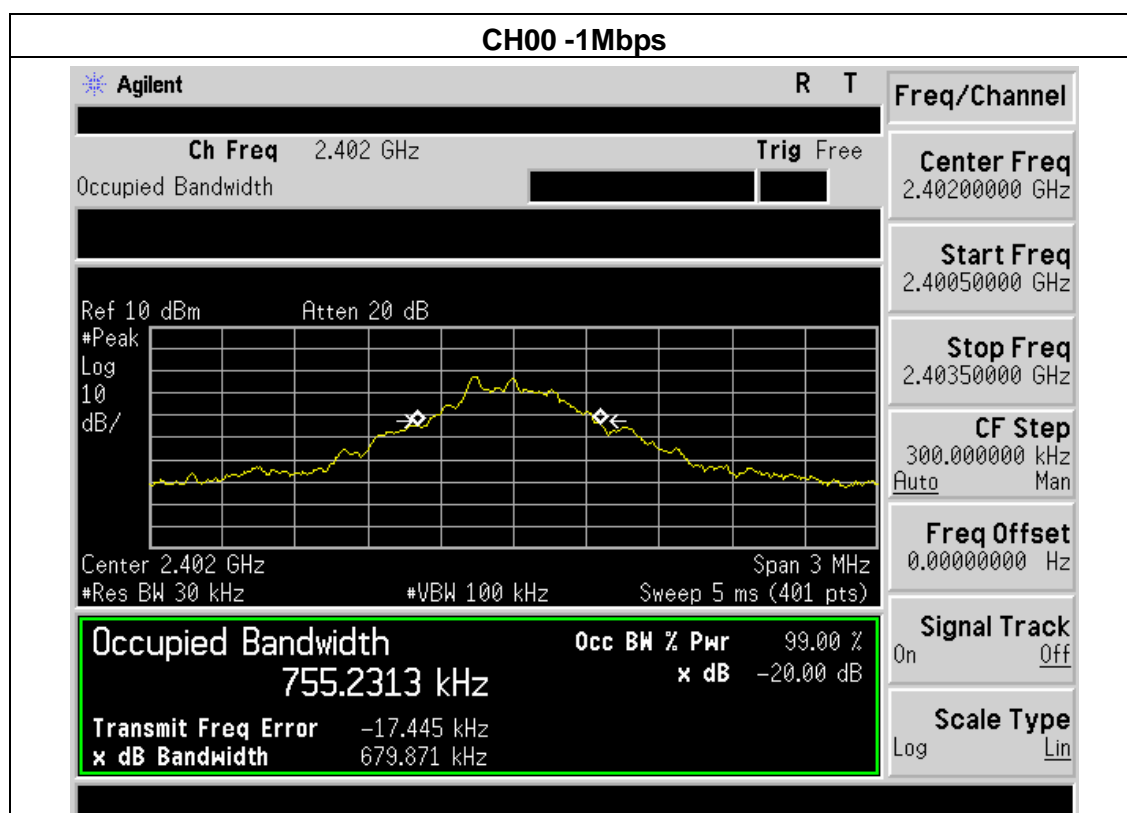 CH00 -1Mbps
Agilent R T
Ch Freq 2.402 GHz Trig Free
Occupied Bandwidth
Ref 10 dBm Atten 20 dB
#Peak
Log
10
dB/
Center 2.402 GHz Span 3 MHz
#Res BW 30 kHz #VBW 100 kHz Sweep 5 ms (401 pts)
Occupied Bandwidth Occ BW % Pwr 99.00 %
755.2313 kHz x dB -20.00 dB
Transmit Freq Error -17.445 kHz
x dB Bandwidth 679.871 kHz
Freq/Channel
Center Freq
2.40200000 GHz
Start Freq
2.40050000 GHz
Stop Freq
2.40350000 GHz
CF Step
300.000000 kHz
Auto Man
Freq Offset
0.00000000 Hz
Signal Track
On Off
Scale Type
Log Lin